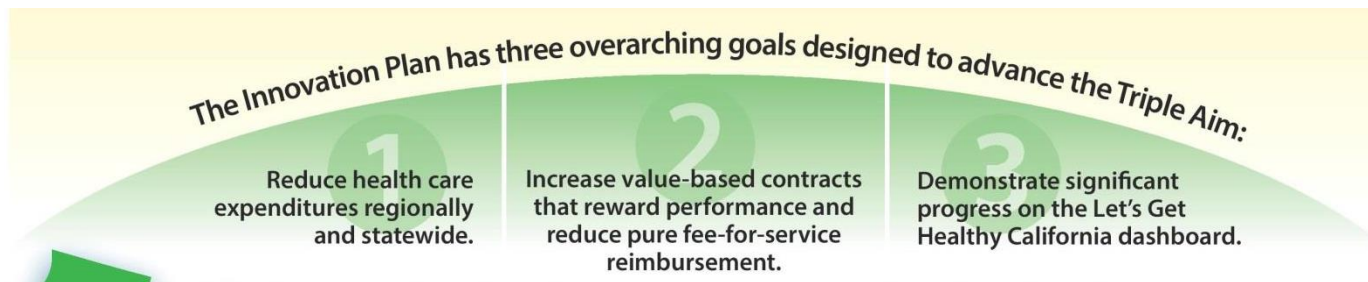 The Innovation Plan has three overarching goals designed to advance the Triple Aim:
1
Reduce health care
expenditures regionally
and statewide.
2
Increase value-based contracts
that reward performance and
reduce pure fee-for-service
reimbursement.
3
Demonstrate significant
progress on the Let's Get
Healthy California dashboard.